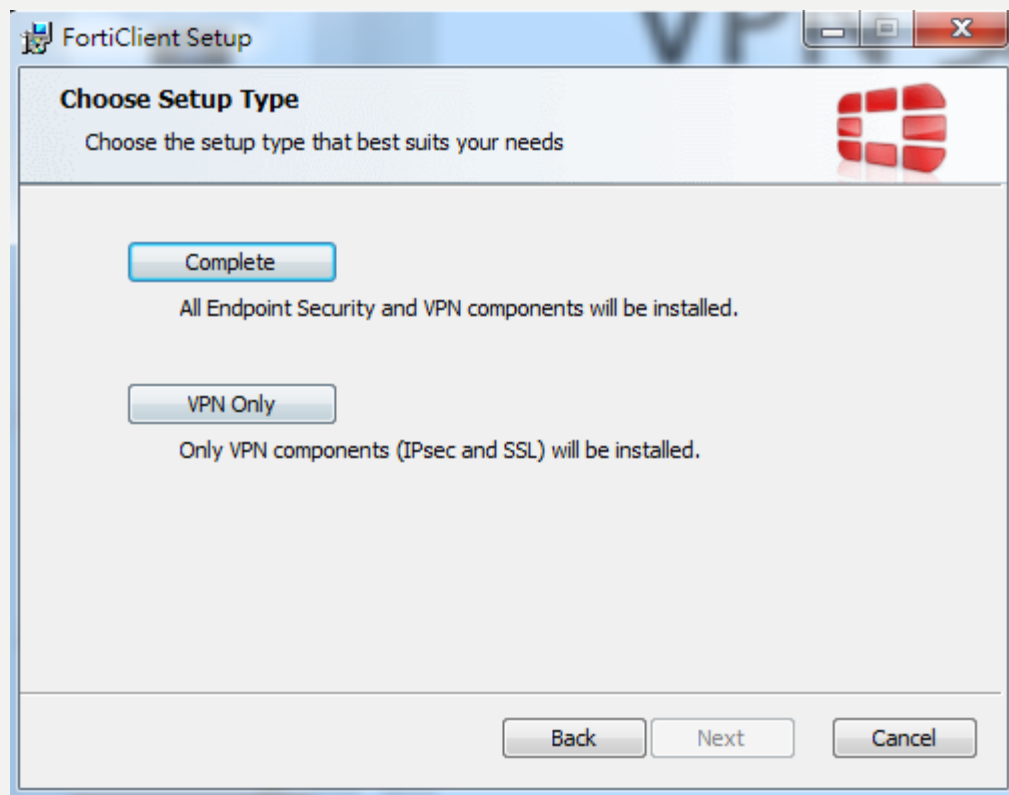 FortiClient Setup
Choose Setup Type
Choose the setup type that best suits your needs
Complete
All Endpoint Security and VPN components will be installed.
VPN Only
Only VPN components (IPsec and SSL) will be installed.
Back
Next
Cancel